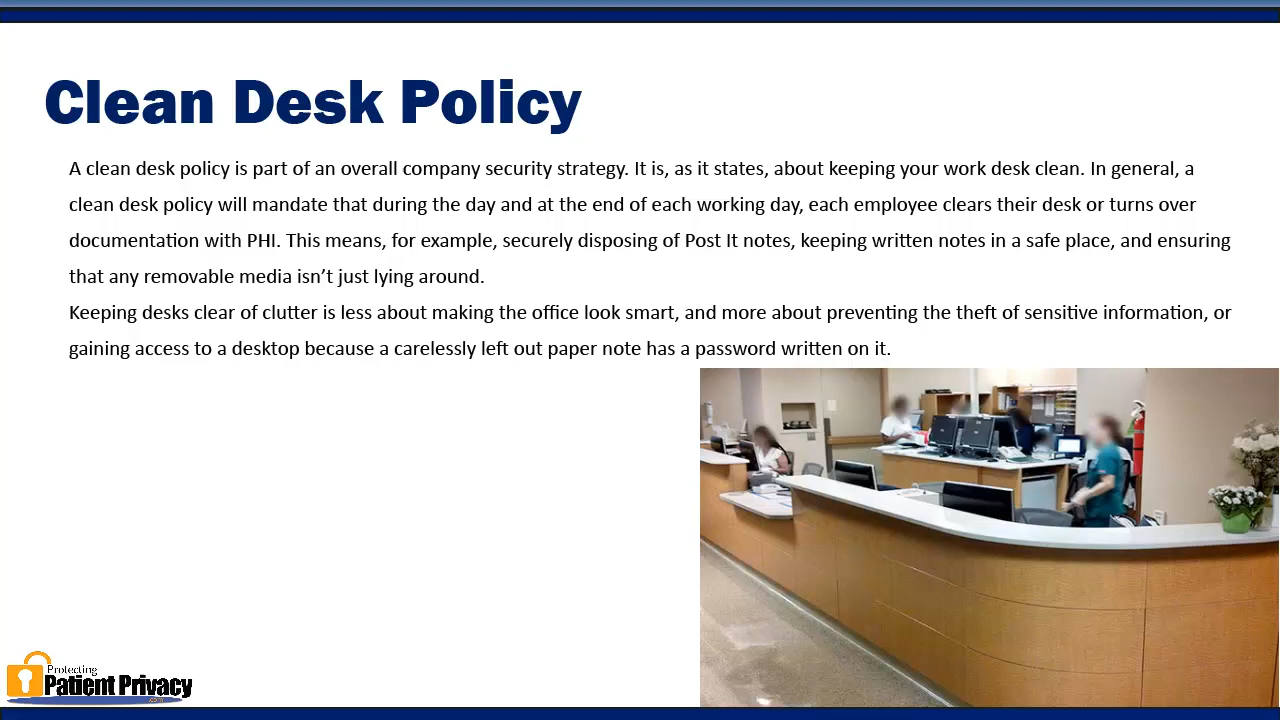 Clean Desk Policy
A clean desk policy is part of an overall company security strategy. It is, as it states, about keeping your work desk clean. In general, a
clean desk policy will mandate that during the day and at the end of each working day, each employee clears their desk or turns over
documentation with PHI. This means, for example, securely disposing of Post It notes, keeping written notes in a safe place, and ensuring
that any removable media isn’t just lying around.
Keeping desks clear of clutter is less about making the office look smart, and more about preventing the theft of sensitive information, or
gaining access to a desktop because a carelessly left out paper note has a password written on it.
Protecting
Patient Privacy
.com